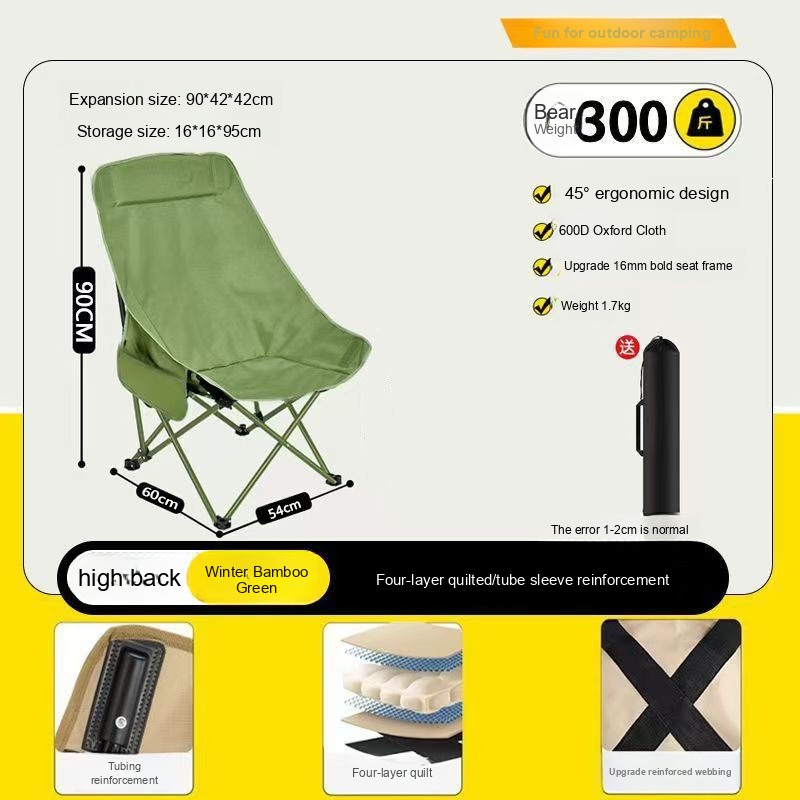 Fun for outdoor camping
Expansion size: 90*42*42cm
Storage size: 16*16*95cm
Bear
Weight
300
斤
45° ergonomic design
600D Oxford Cloth
Upgrade 16mm bold seat frame
Weight 1.7kg
送
90CM
60cm
54cm
The error 1-2cm is normal
high-back
Winter, Bamboo
Green
Four-layer quilted/tube sleeve reinforcement
Tubing
reinforcement
Four-layer quilt
Upgrade reinforced webbing